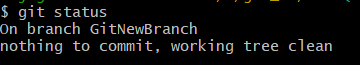 $ git status
On branch GitNewBranch
nothing to commit, working tree clean